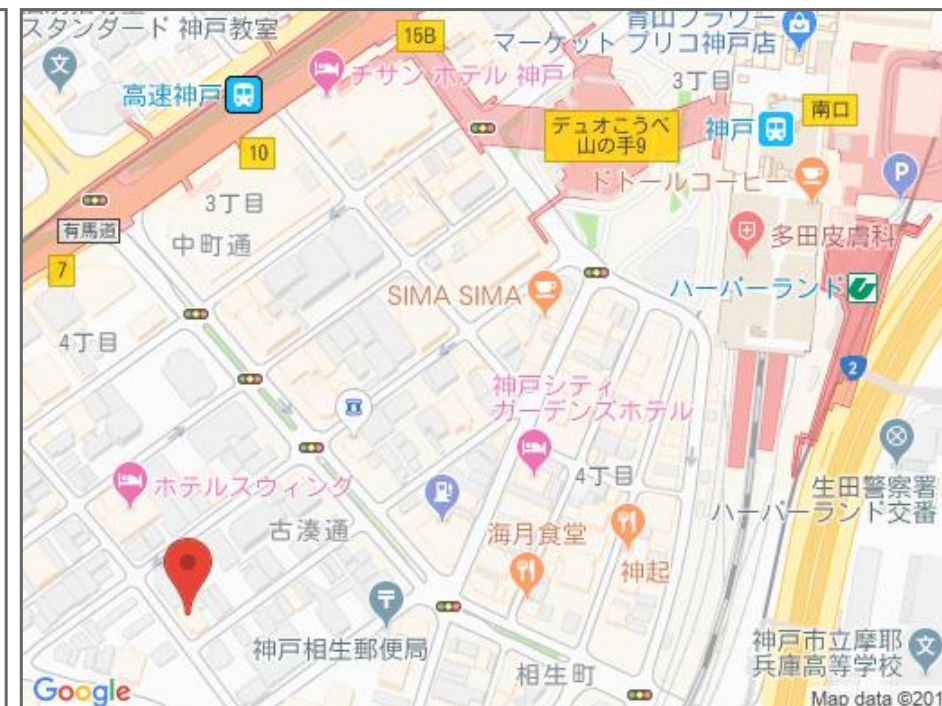 スタンダード 神戸教室
高速神戸
15B
10
チサン ホテル 神戸
青山フラワー
マーケット プリコ神戸店
3丁目
デュオこうべ
山の手9
神戸
南口
ドトールコーヒー
P
多田皮膚科
ハーバーランド
文
有馬道
7
3丁目
中町通
4丁目
SIMA SIMA
神戸シティ
ガーデンズホテル
4丁目
2
生田警察署
ハーバーランド交番
ホテルスウィング
古湊通
海月食堂
神起
〒
神戸相生郵便局
相生町
神戸市立摩耶
兵庫高等学校
文
Google
Map data ©201